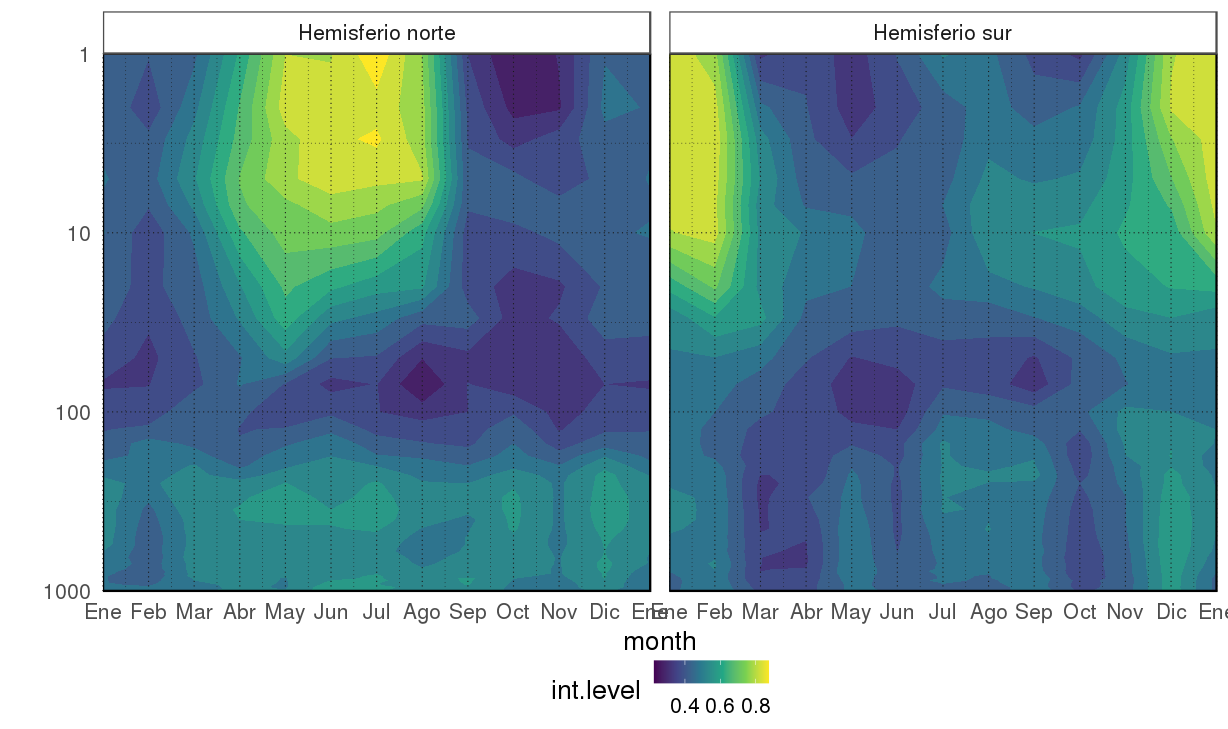 Hemisferio norte Hemisferio sur
1
10
100
1000
Ene Feb Mar Abr May Jun Jul Ago Sep Oct Nov Dic Ene Ene Feb Mar Abr May Jun Jul Ago Sep Oct Nov Dic Ene
month
int.level
0.4 0.6 0.8